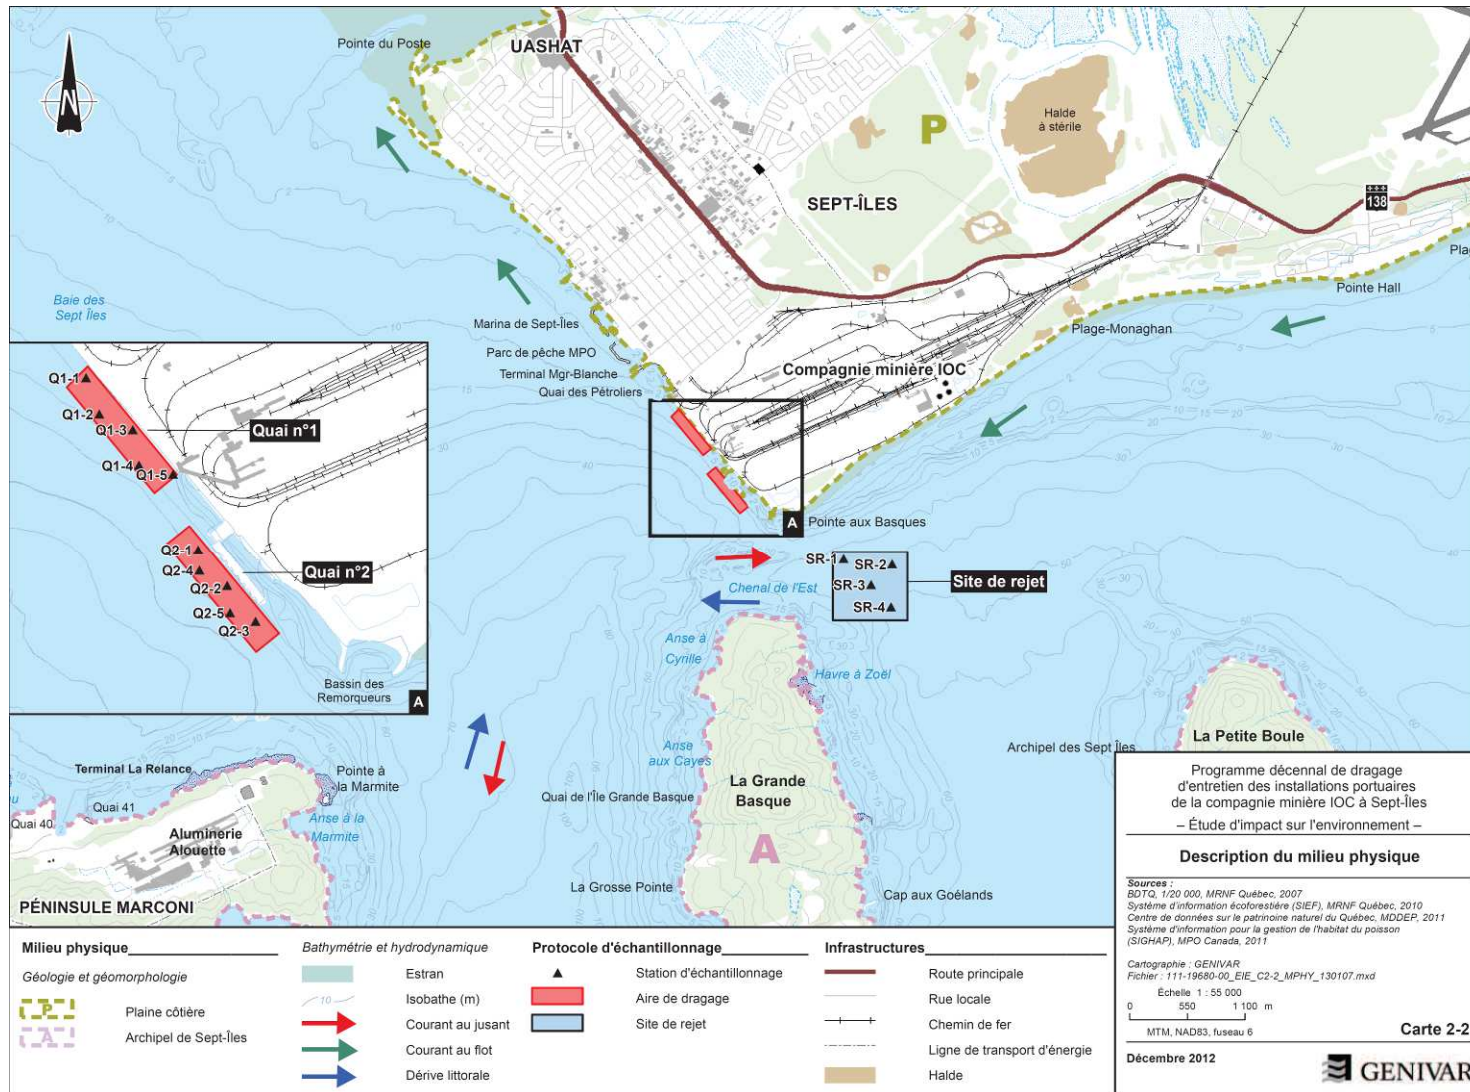 Pointe du Poste
UASHAT
N
Halde
à stérile
P
SEPT-ÎLES
138
Pointe Hall
Plage-Monaghan
Baie des
Sept Îles
Marina de Sept-Îles
Parc de pêche MPO
Terminal Mgr-Blanche
Quai des Pétroliers
Compagnie minière IOC
A
Pointe aux Basques
Q1-1
Q1-2
Q1-3
Q1-4
Q1-5
Quai n°1
Q2-1
Q2-4
Q2-2
Q2-5
Q2-3
Quai n°2
Bassin des
Remorqueurs
A
SR-1
SR-2
SR-3
SR-4
Site de rejet
Chenal de l'Est
Anse à
Cyrille
Havre à Zoël
Anse
aux Cayes
Archipel des Sept Îles
La Petite Boule
La Grande
Basque
Quai de l'Île Grande Basque
A
La Grosse Pointe
Cap aux Goélands
Terminal La Relance
Pointe à
la Marmite
Quai 41
Quai 40
Anse à la
Marmite
Aluminerie
Alouette
PÉNINSULE MARCONI
Programme décennal de dragage
d'entretien des installations portuaires
de la compagnie minière IOC à Sept-Îles
– Étude d'impact sur l'environnement –
Description du milieu physique
Sources :
BDTQ, 1/20 000, MRNF Québec, 2007
Système d'information écoforestière (SIEF), MRNF Québec, 2010
Centre de données sur le patrimoine naturel du Québec, MDDEP, 2011
Système d'information pour la gestion de l'habitat du poisson
(SIGHAP), MPO Canada, 2011
Cartographie : GENIVAR
Fichier : 111-19680-00_EIE_C2-2_MPHY_130107.mxd
Échelle 1 : 55 000
0 550 1 100 m
MTM, NAD83, fuseau 6
Carte 2-2
Décembre 2012
GENIVAR
Milieu physique
Géologie et géomorphologie
P Plaine côtière
A Archipel de Sept-Îles
Bathymétrie et hydrodynamique
Estran
10 Isobathe (m)
Courant au jusant
Courant au flot
Dérive littorale
Protocole d'échantillonnage
Station d'échantillonnage
Aire de dragage
Site de rejet
Infrastructures
Route principale
Rue locale
Chemin de fer
Ligne de transport d'énergie
Halde